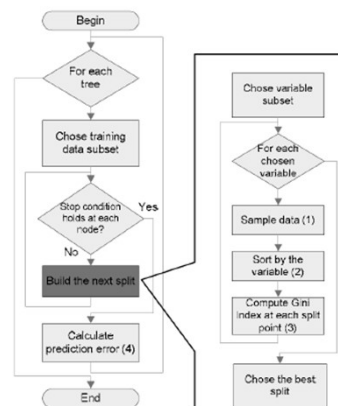 Begin
For each
tree
Chose training
data subset
Stop condition
holds at each
node?
Yes
No
Build the next split
Calculate
prediction error (4)
End
Chose variable
subset
For each
chosen
variable
Sample data (1)
Sort by the
variable (2)
Compute Gini
Index at each split
point (3)
Chose the best
split